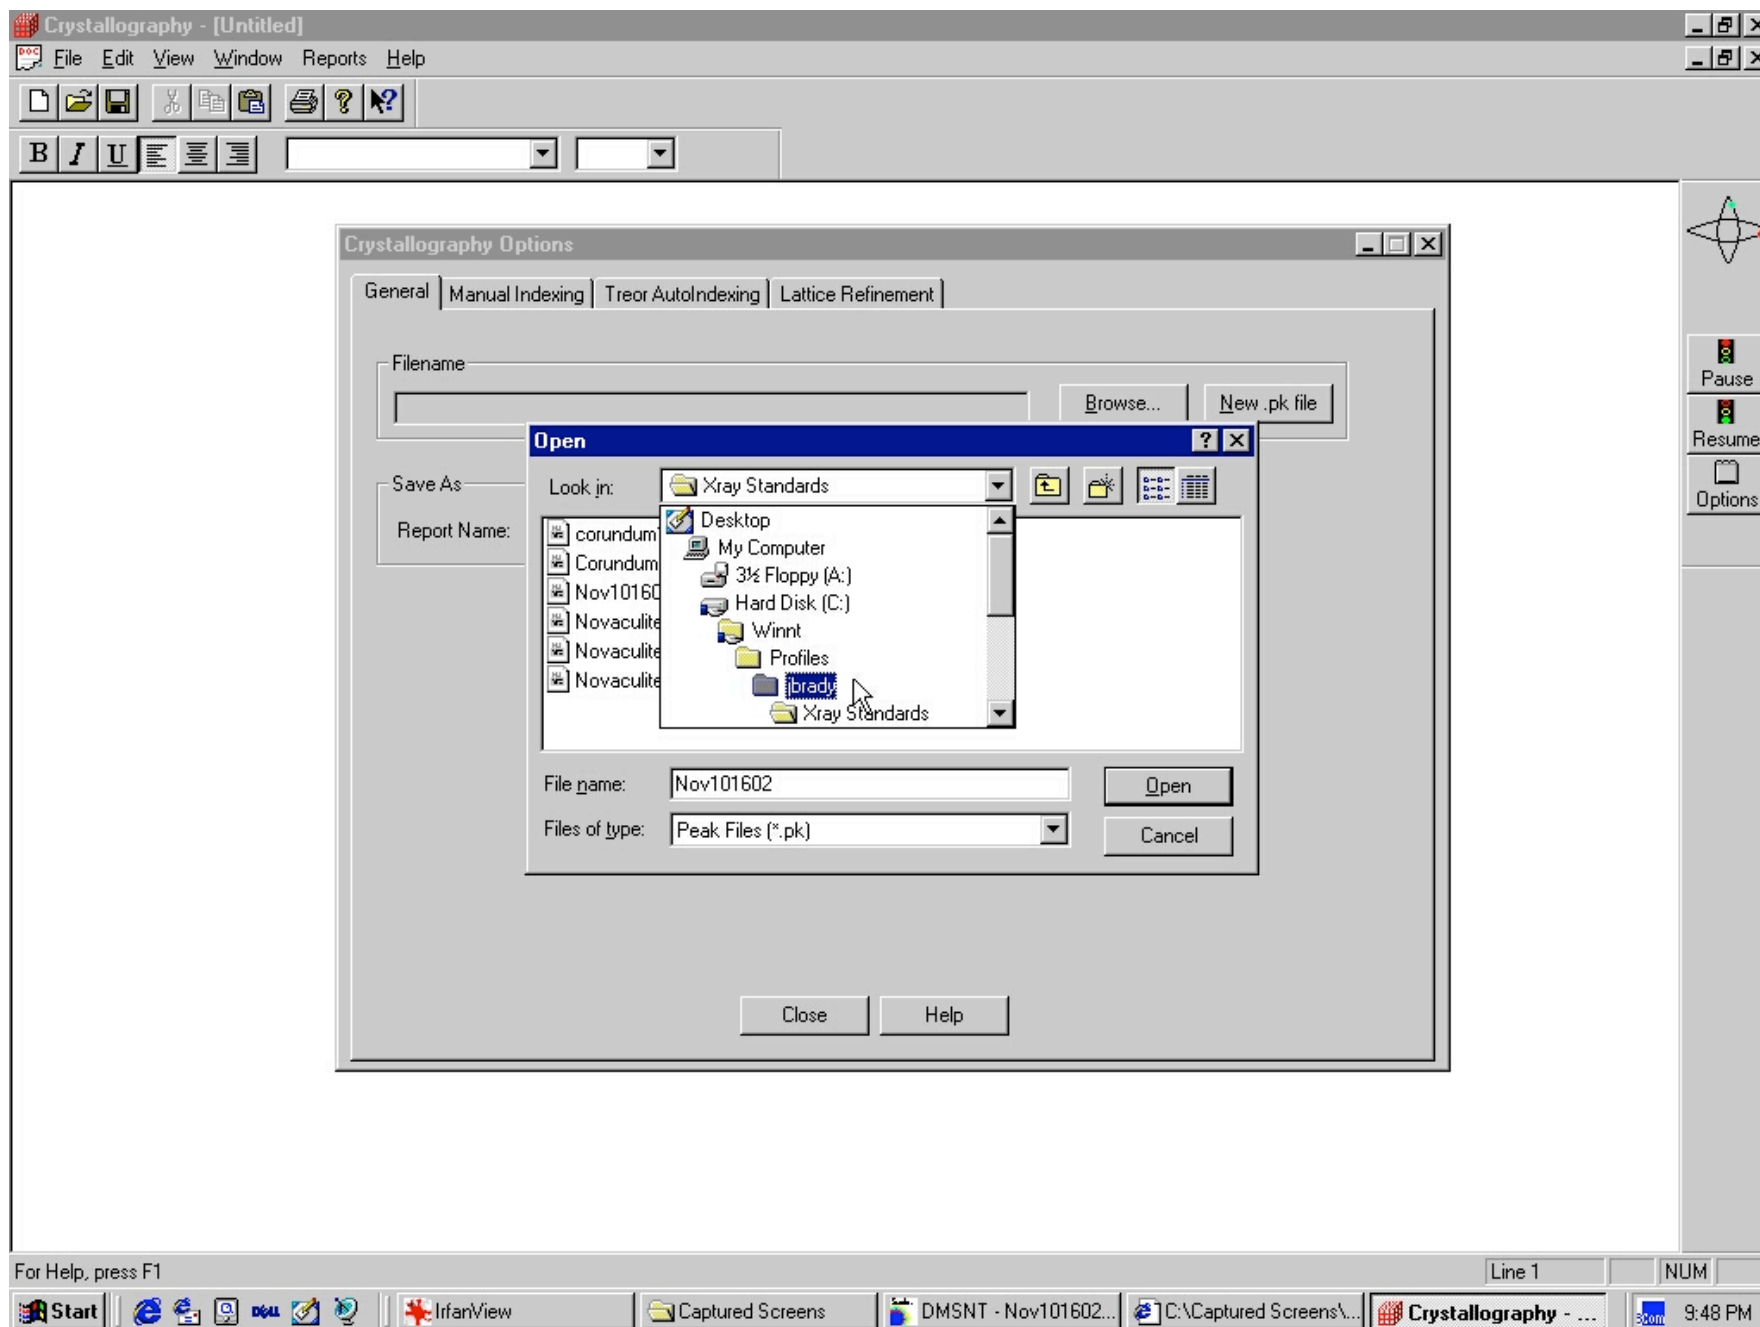 Crystallography - [Untitled]
File Edit View Window Reports Help
B I U
Crystallography Options
General Manual Indexing Treor AutoIndexing Lattice Refinement
Filename
Browse... New .pk file
Pause
Resume
Options
Open
Save As
Look in: Xray Standards
Report Name:
corundum
Corundum
Nov10160
Novaculite
Novaculite
Novaculite
Desktop
My Computer
3½ Floppy (A:)
Hard Disk (C:)
Winnt
Profiles
jbrady
Xray Standards
File name: Nov101602 Open
Files of type: Peak Files (*.pk) Cancel
Close Help
For Help, press F1 Line 1 NUM
Start DELL IrfanView Captured Screens DMSNT - Nov101602... C:\Captured Screens\... Crystallography - ... 3Com 9:48 PM